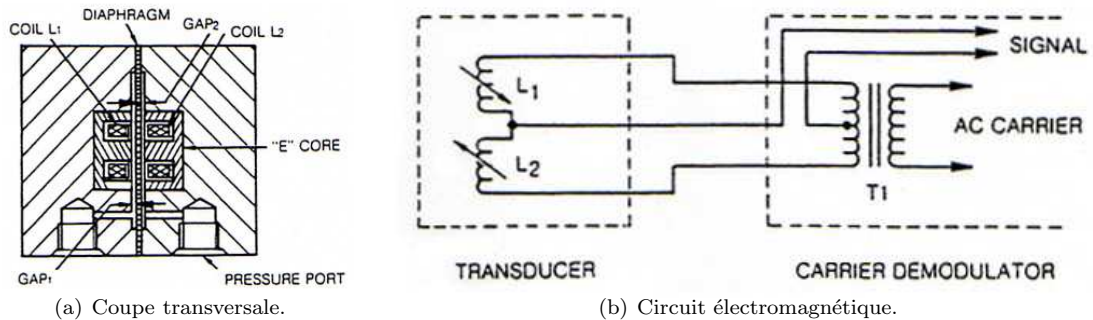 DIAPHRAGM
COIL L1
GAP2
COIL L2
"E" CORE
GAP1
PRESSURE PORT
(a) Coupe transversale.
L1
L2
TRANSDUCER
SIGNAL
AC CARRIER
T1
CARRIER DEMODULATOR
(b) Circuit électromagnétique.